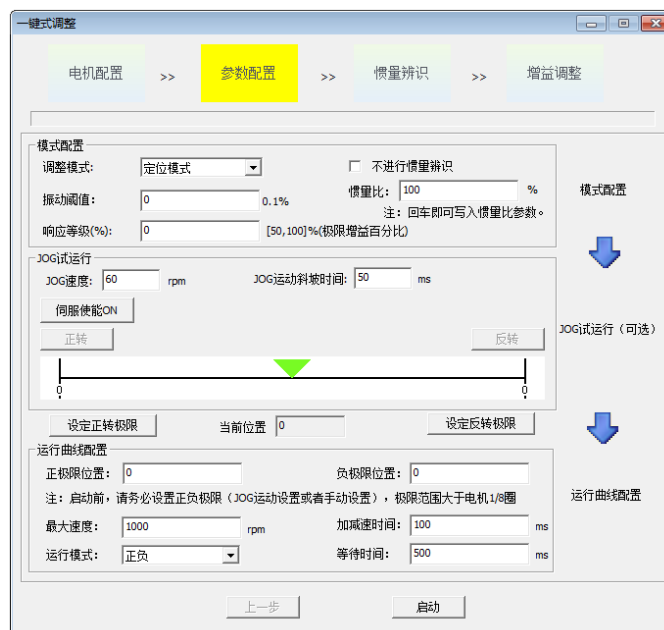 一键式调整
电机配置 >> 参数配置 >> 惯量辨识 >> 增益调整
模式配置
调整模式: 定位模式 不进行惯量辨识
振动阈值: 0 0.1% 惯量比: 100 %
注: 回车即可写入惯量比参数。
模式配置
响应等级(%): 0 [50,100]%(极限增益百分比)
JOG试运行
JOG速度: 60 rpm JOG运动斜坡时间: 50 ms
伺服使能ON
正转 反转
JOG试运行(可选)
0 0
设定正转极限 当前位置 0 设定反转极限
运行曲线配置
正极限位置: 0 负极限位置: 0
注: 启动前, 请务必设置正负极限 (JOG运动设置或者手动设置) , 极限范围大于电机1/8圈
运行曲线配置
最大速度: 1000 rpm 加减速时间: 100 ms
运行模式: 正负 等待时间: 500 ms
上一步 启动